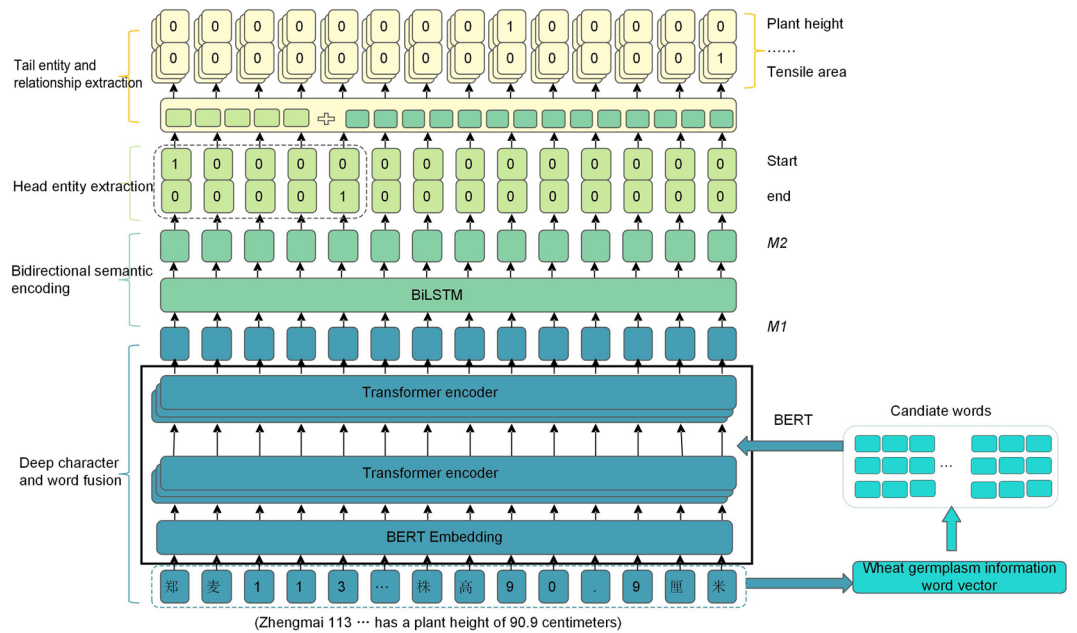 0 0 0 0 0 0 0 0 1 0 0 0 0 0
Plant height
Tail entity and
relationship extraction
0 0 0 0 0 0 0 0 0 0 0 0 0 1
......
Tensile area
1 0 0 0 0 0 0 0 0 0 0 0 0 0
Start
Head entity extraction
0 0 0 0 1 0 0 0 0 0 0 0 0 0
end
M2
Bidirectional semantic
encoding
BiLSTM
M1
Transformer encoder
BERT
Candiate words
...
Deep character
and word fusion
Transformer encoder
BERT Embedding
郑 麦 1 1 3 ... 株 高 9 0 . 9 厘 米
Wheat germplasm information
word vector
(Zhengmai 113 ... has a plant height of 90.9 centimeters)